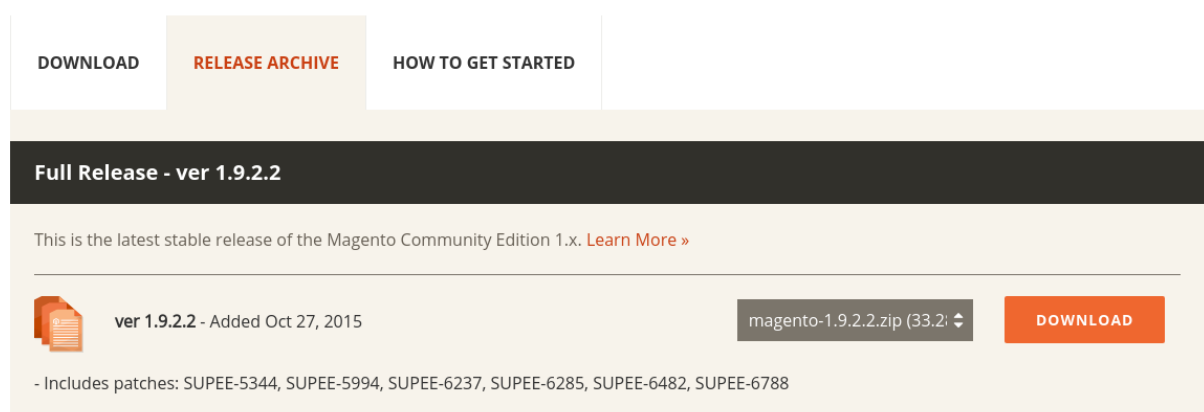 DOWNLOAD RELEASE ARCHIVE HOW TO GET STARTED
Full Release - ver 1.9.2.2
This is the latest stable release of the Magento Community Edition 1.x. Learn More »
ver 1.9.2.2 - Added Oct 27, 2015 magento-1.9.2.2.zip (33.2 DOWNLOAD
- Includes patches: SUPEE-5344, SUPEE-5994, SUPEE-6237, SUPEE-6285, SUPEE-6482, SUPEE-6788